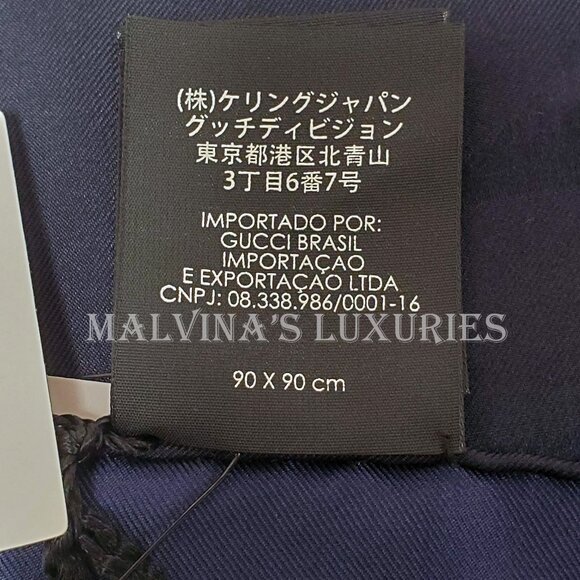 (株)ケリングジャパン
グッチディビジョン
東京都港区北青山
3丁目6番7号
IMPORTADO POR:
GUCCI BRASIL
IMPORTAÇAO
E EXPORTAÇÃO LTDA
CNPJ: 08.338.986/0001-16
MALVINA'S LUXURIES
90 X 90 cm